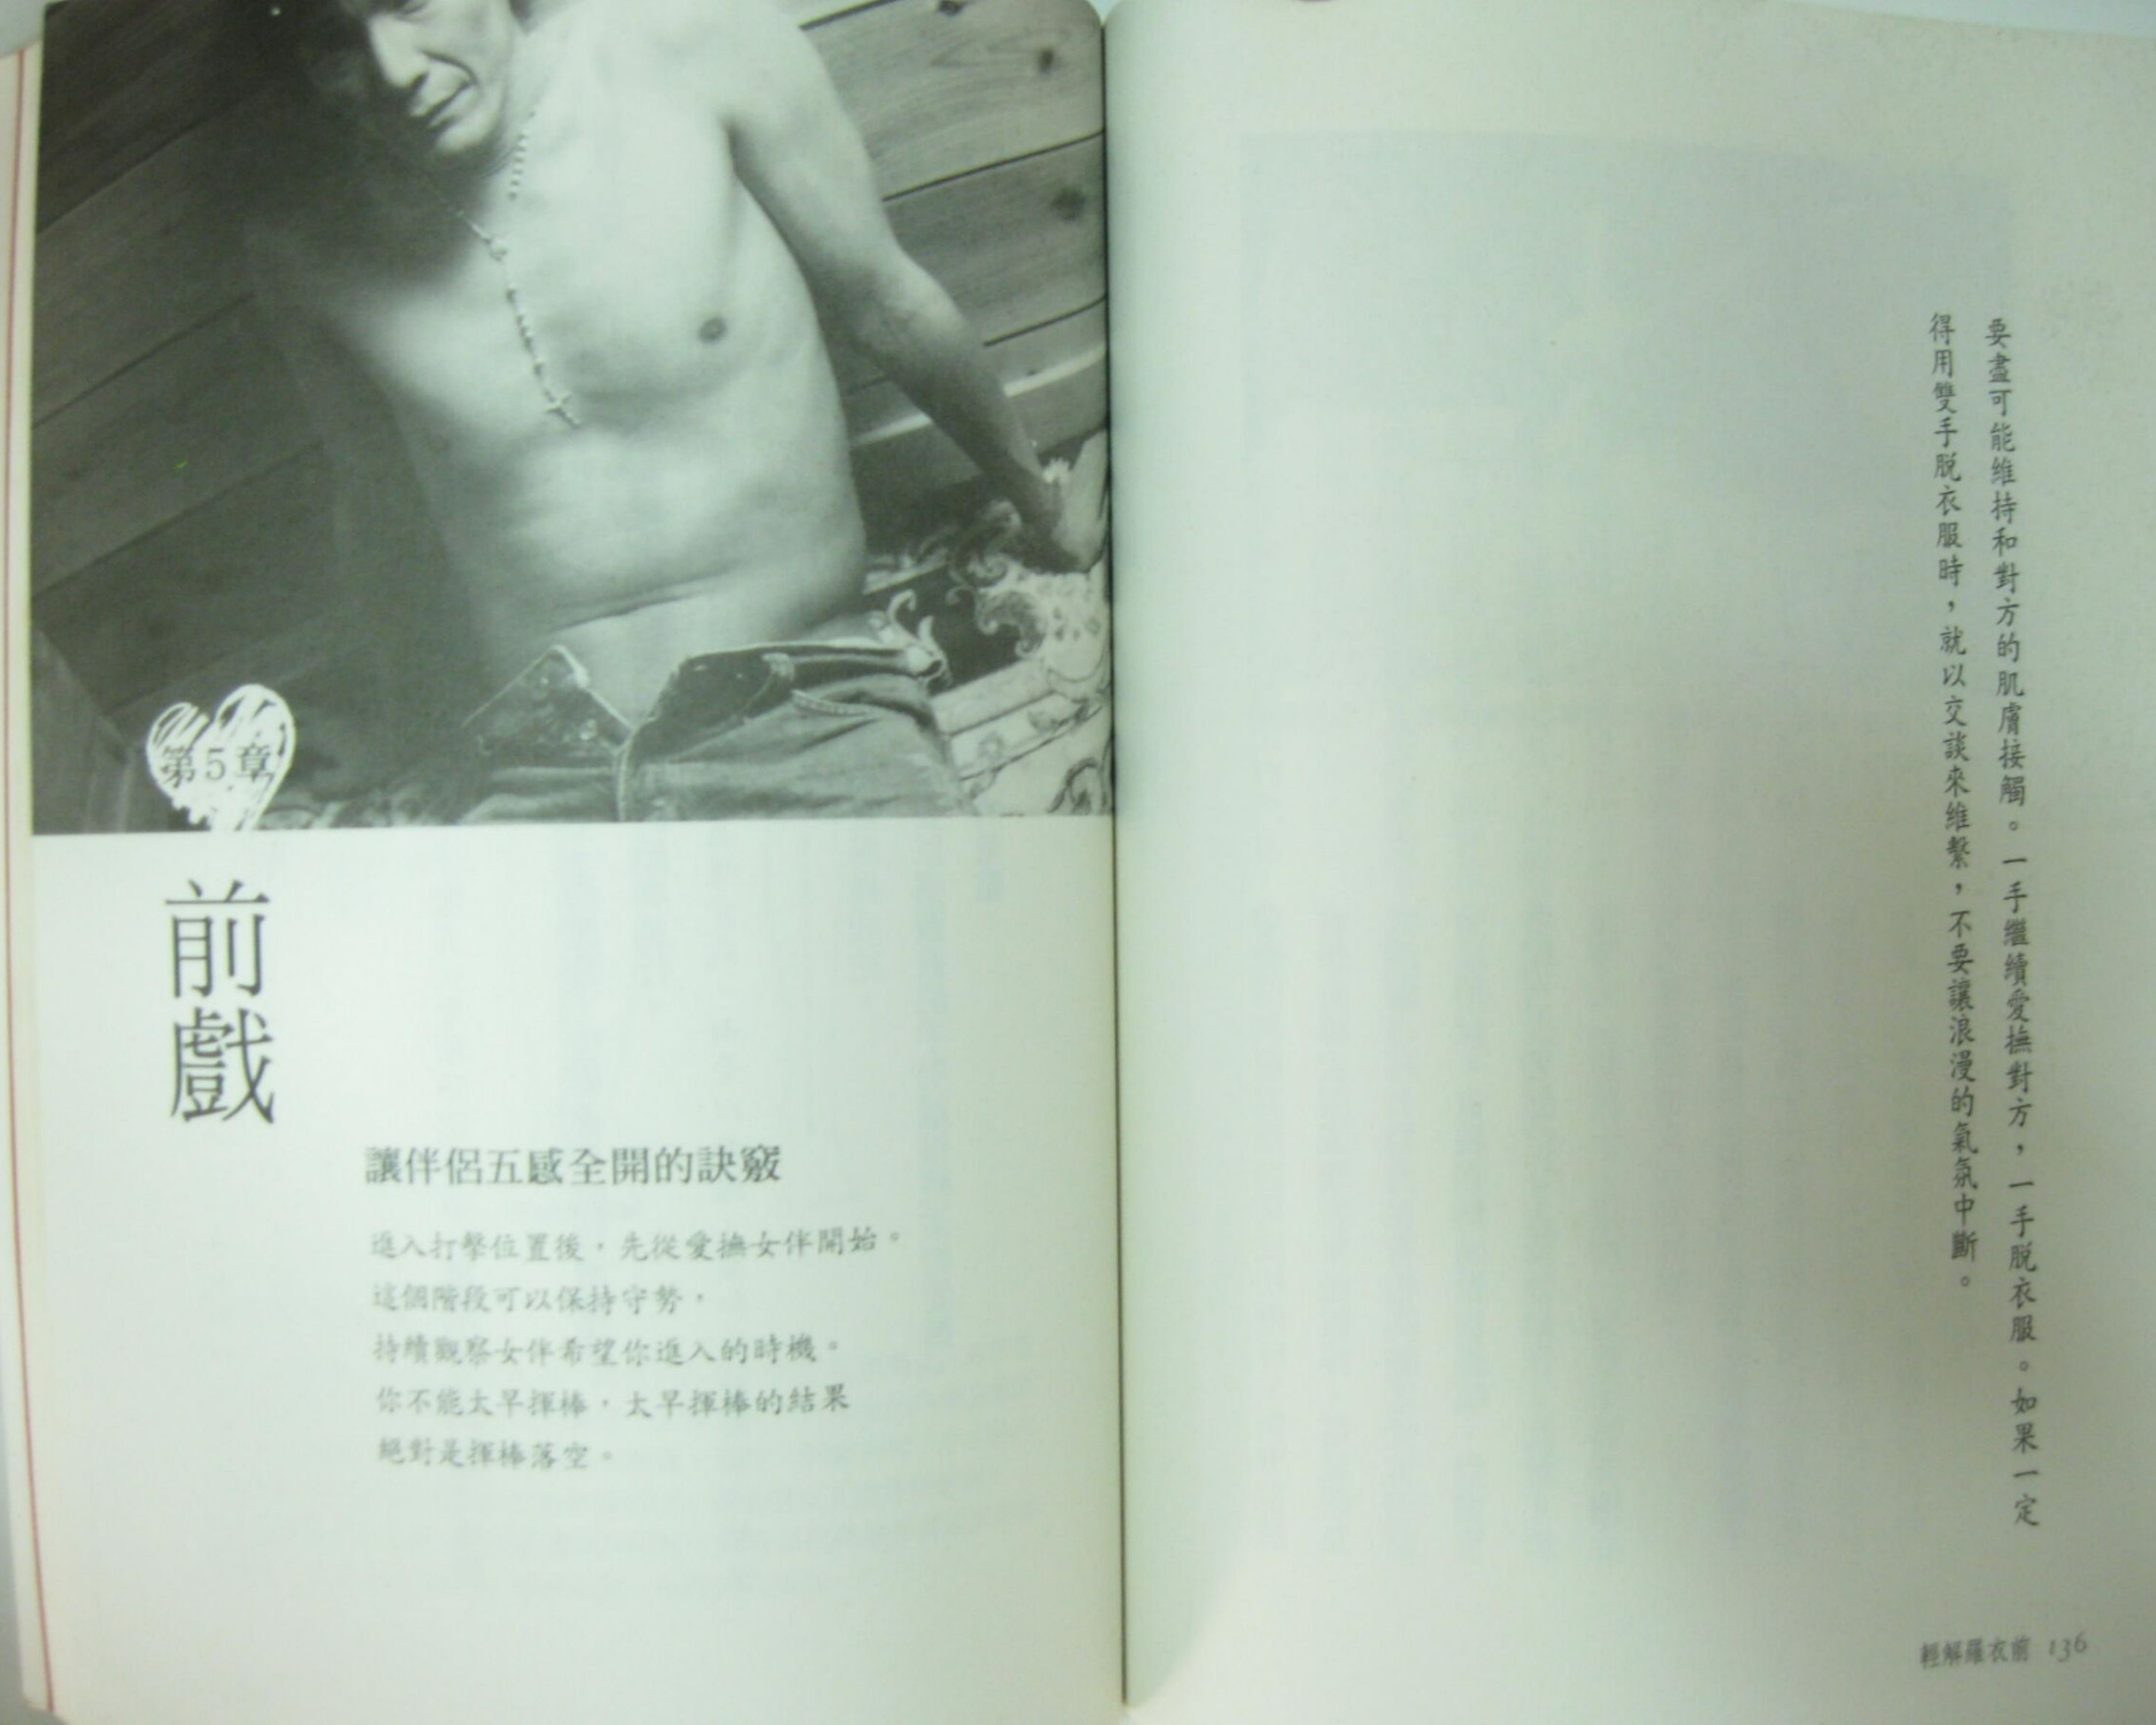 要盡可能維持和對方的肌膚接觸。一手繼續愛撫對方，一手脫衣服。如果一定
得用雙手脫衣服時，就以交談來維繫，不要讓浪漫的氣氛中斷。
輕解羅衣前 136
第5章
前戲
讓伴侶五感全開的訣竅
進入打擊位置後，先從愛撫女伴開始。
這個階段可以保持守勢，
持續觀察女伴希望你進入的時機。
你不能太早揮棒，太早揮棒的結果
絕對是揮棒落空。